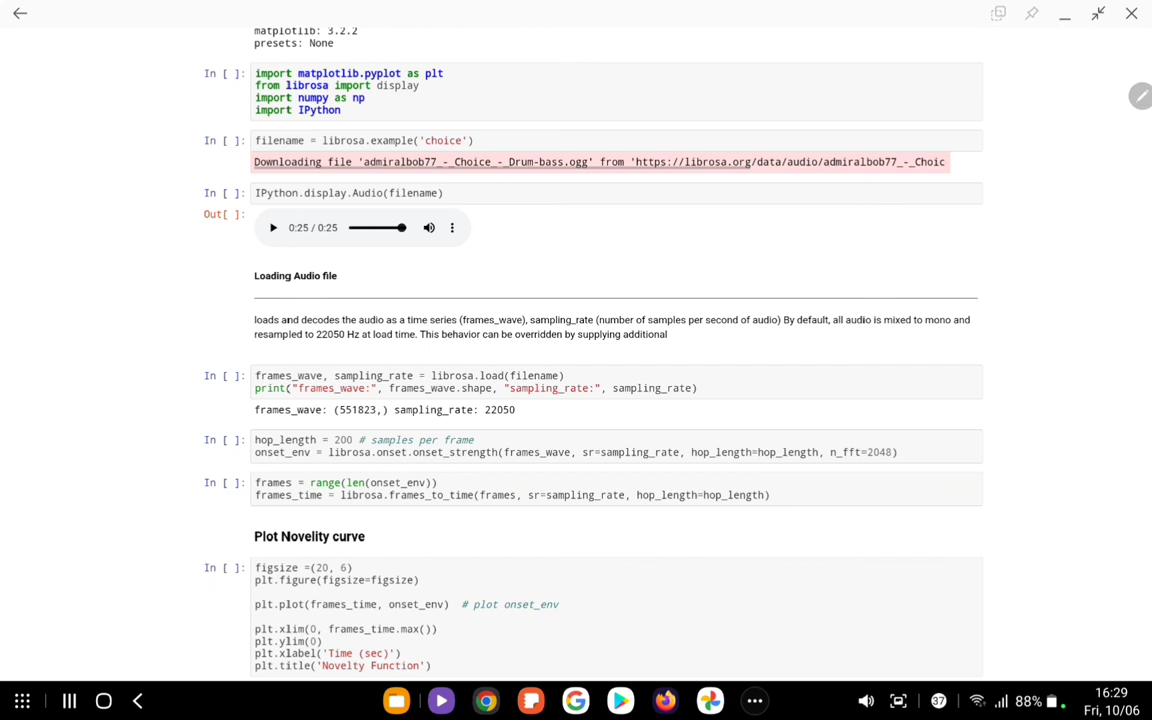 matplotlib: 3.2.2
presets: None
In [ ]:
import matplotlib.pyplot as plt
from librosa import display
import numpy as np
import IPython
In [ ]:
filename = librosa.example('choice')
Downloading file 'admiralbob77_-_Choice_-_Drum-bass.ogg' from 'https://librosa.org/data/audio/admiralbob77_-_Choic
In [ ]:
IPython.display.Audio(filename)
Out[ ]:
0:25 / 0:25
Loading Audio file
loads and decodes the audio as a time series (frames_wave), sampling_rate (number of samples per second of audio) By default, all audio is mixed to mono and
resampled to 22050 Hz at load time. This behavior can be overridden by supplying additional
In [ ]:
frames_wave, sampling_rate = librosa.load(filename)
print("frames_wave:", frames_wave.shape, "sampling_rate:", sampling_rate)
frames_wave: (551823,) sampling_rate: 22050
In [ ]:
hop_length = 200 # samples per frame
onset_env = librosa.onset.onset_strength(frames_wave, sr=sampling_rate, hop_length=hop_length, n_fft=2048)
In [ ]:
frames = range(len(onset_env))
frames_time = librosa.frames_to_time(frames, sr=sampling_rate, hop_length=hop_length)
Plot Novelity curve
In [ ]:
figsize =(20, 6)
plt.figure(figsize=figsize)
plt.plot(frames_time, onset_env)  # plot onset_env
plt.xlim(0, frames_time.max())
plt.ylim(0)
plt.xlabel('Time (sec)')
plt.title('Novelty Function')
37
88%
16:29
Fri, 10/06